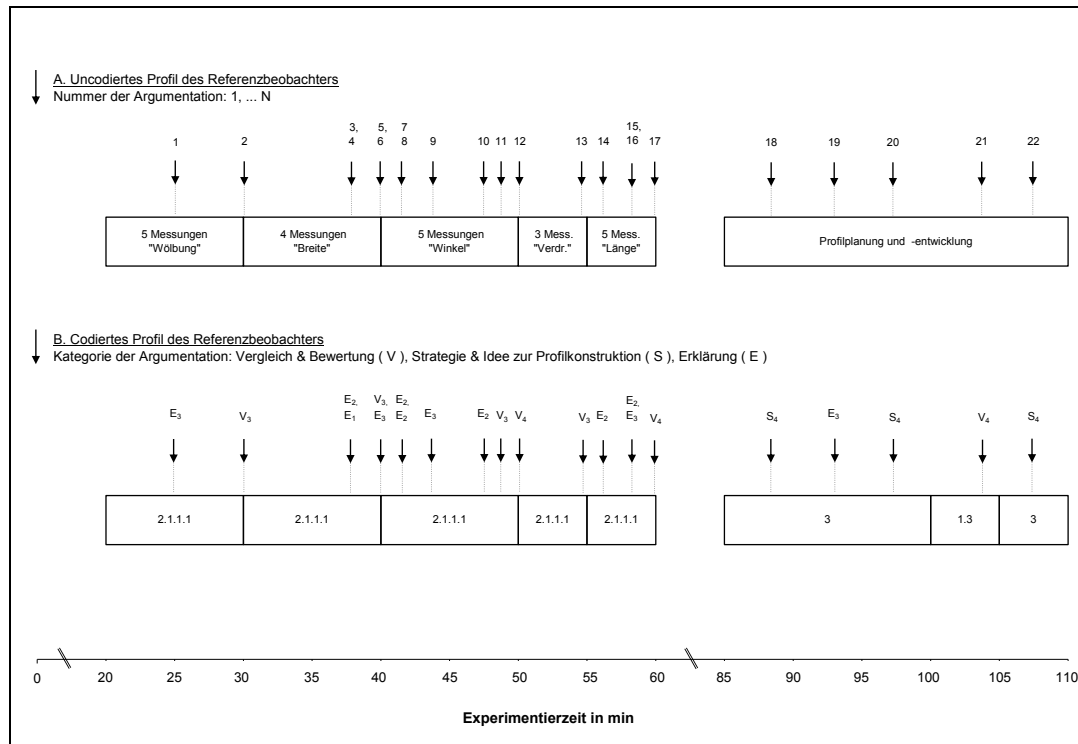 A. Uncodiertes Profil des Referenzbeobachters
Nummer der Argumentation: 1, ... N
1 2 3, 4 5, 6 7 8 9 10 11 12 13 14 15, 16 17 18 19 20 21 22
5 Messungen "Wölbung"
4 Messungen "Breite"
5 Messungen "Winkel"
3 Mess. "Verdr."
5 Mess. "Länge"
Profilplanung und -entwicklung
B. Codiertes Profil des Referenzbeobachters
Kategorie der Argumentation: Vergleich & Bewertung ( V ), Strategie & Idee zur Profilkonstruktion ( S ), Erklärung ( E )
E3 V3 E2, E1 V3, E3 E2, E2 E3 E2 V3 V4 V3 E2 E2, E3 V4 S4 E3 S4 V4 S4
2.1.1.1 2.1.1.1 2.1.1.1 2.1.1.1 2.1.1.1 3 1.3 3
0 20 25 30 35 40 45 50 55 60 85 90 95 100 105 110
Experimentierzeit in min